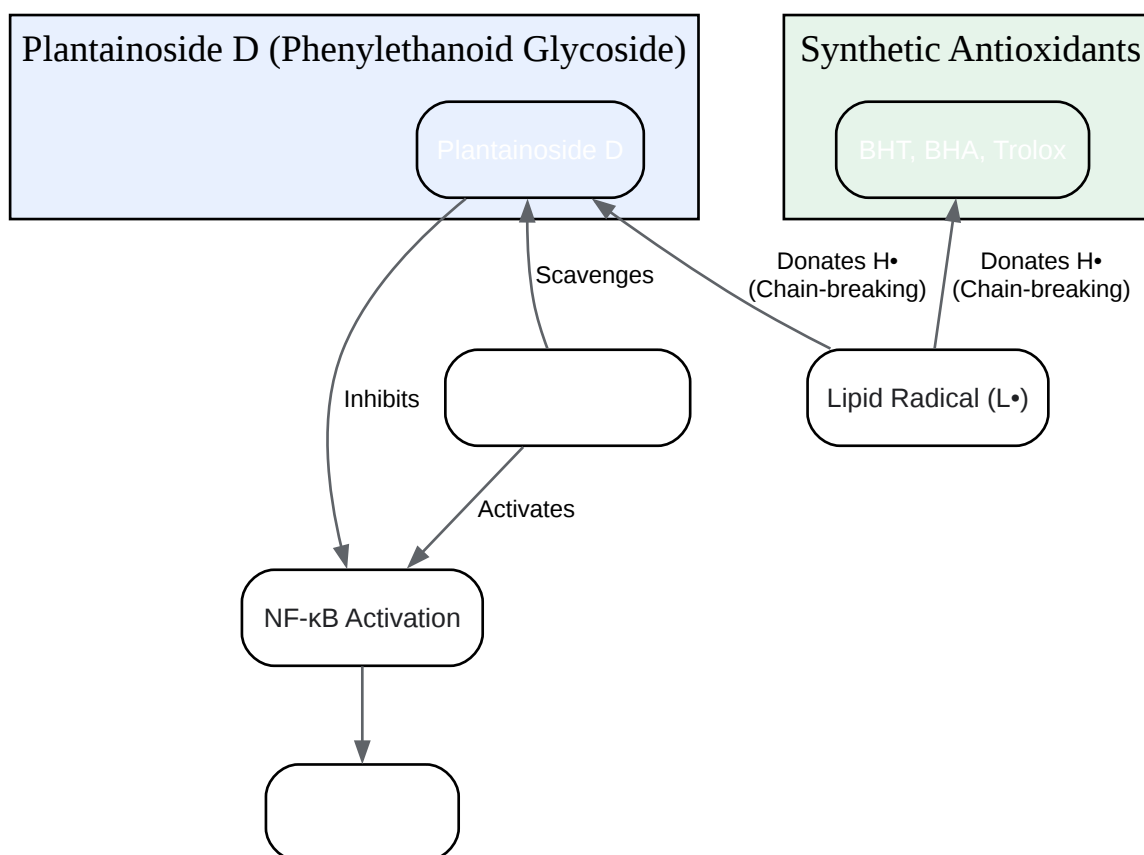 Plantainoside D (Phenylethanoid Glycoside)
Synthetic Antioxidants
Plantainoside D
BHT, BHA, Trolox
Scavenges
Donates H•
(Chain-breaking)
Donates H•
(Chain-breaking)
Inhibits
Lipid Radical (L•)
Activates
NF-κB Activation